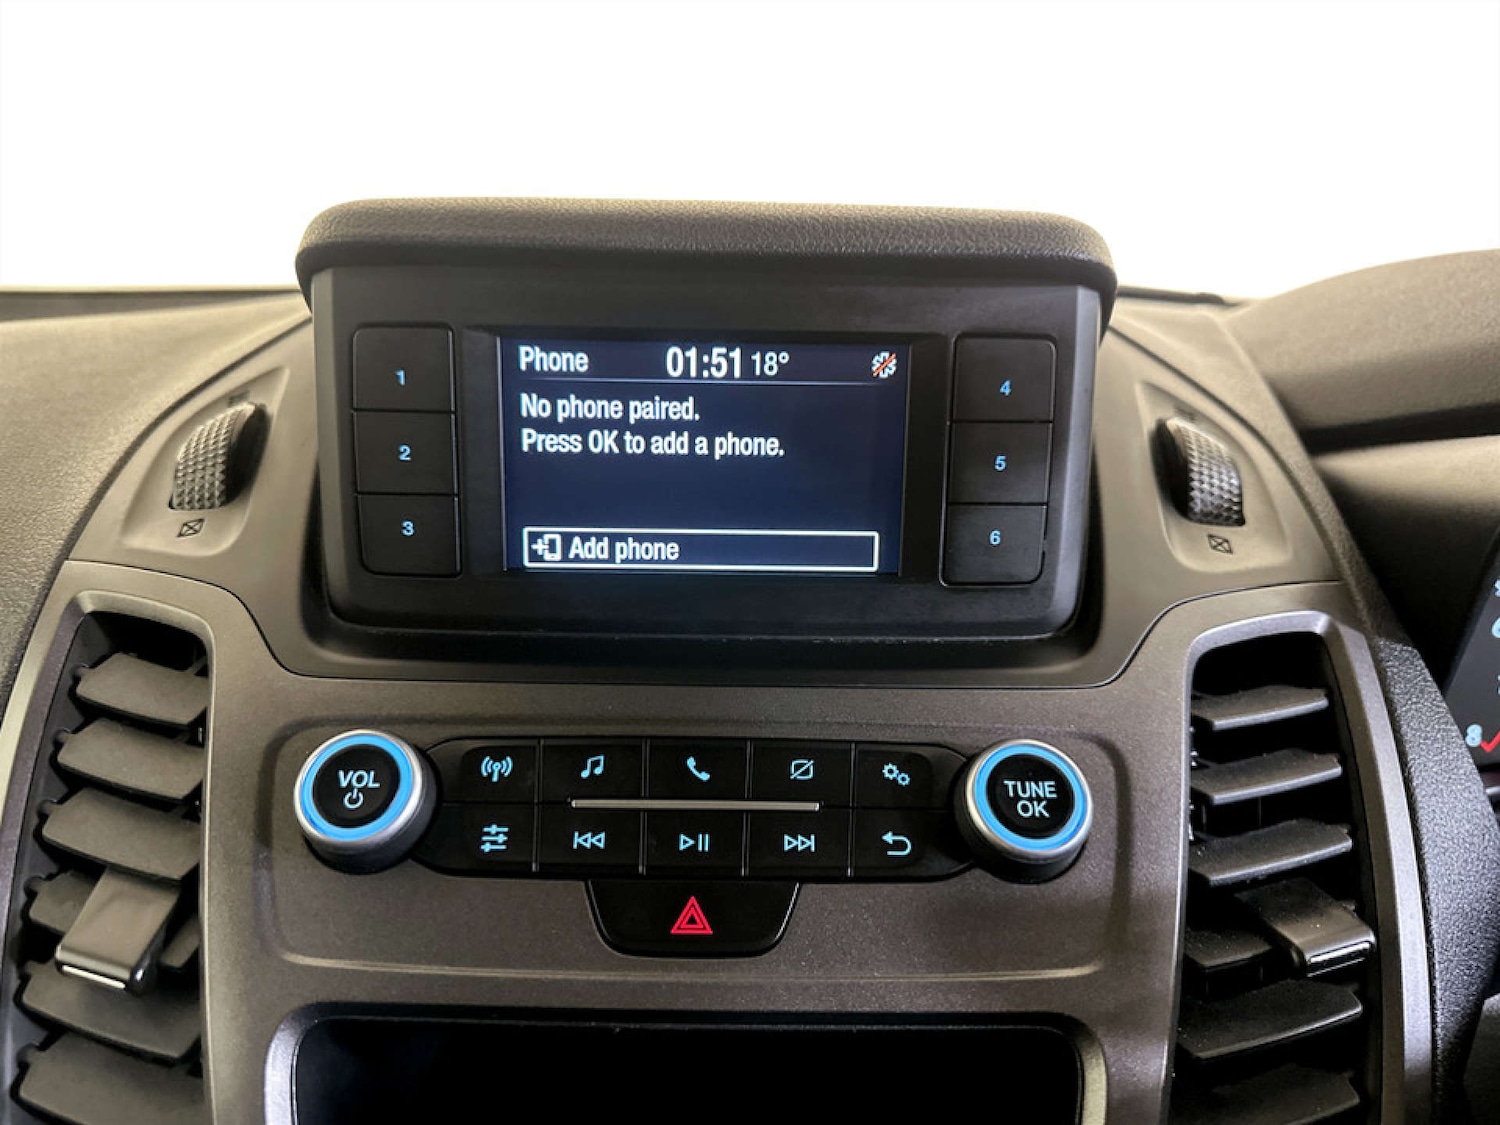 Phone 01:51 18°
No phone paired.
Press OK to add a phone.
Add phone
1
2
3
4
5
6
VOL
TUNE
OK
8